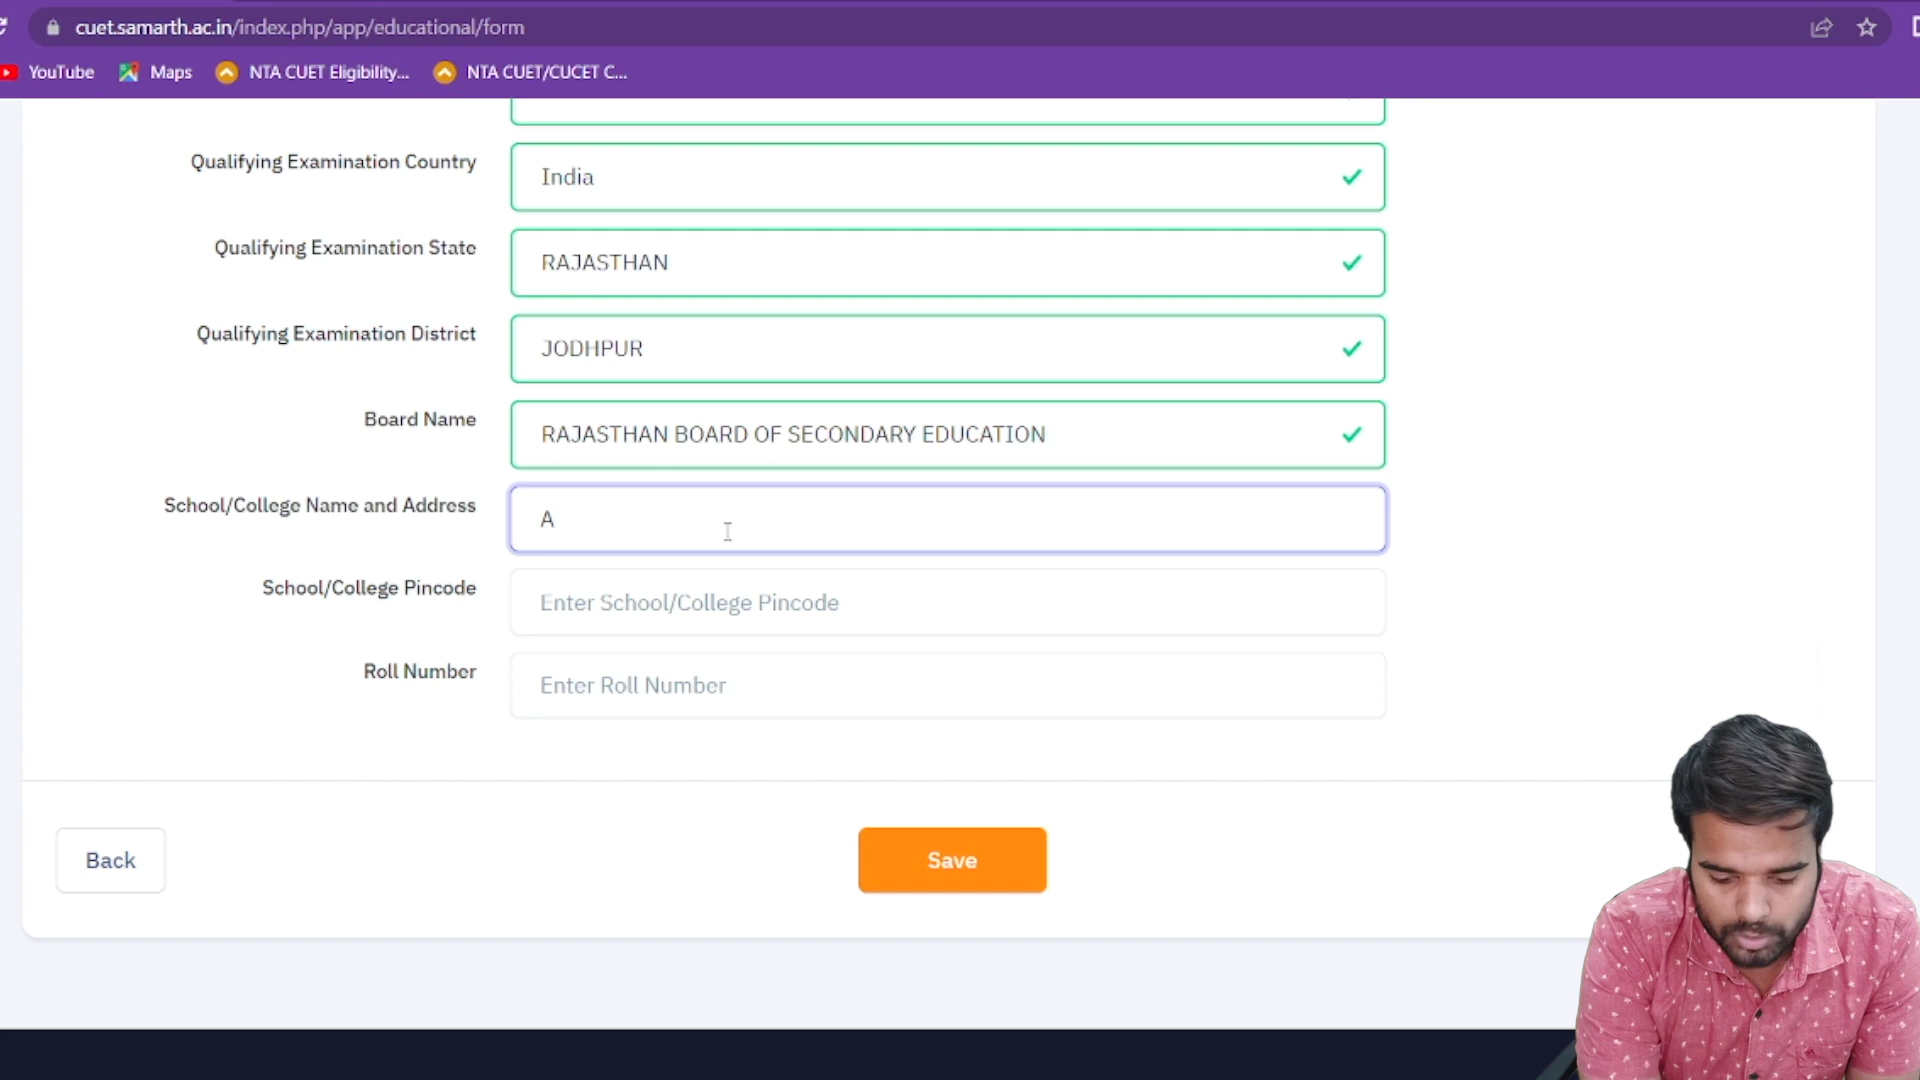 cuet.samarth.ac.in/index.php/app/educational/form
YouTube Maps NTA CUET Eligibility... NTA CUET/CUCET C...
Qualifying Examination Country India
Qualifying Examination State RAJASTHAN
Qualifying Examination District JODHPUR
Board Name RAJASTHAN BOARD OF SECONDARY EDUCATION
School/College Name and Address A
School/College Pincode Enter School/College Pincode
Roll Number Enter Roll Number
Back Save